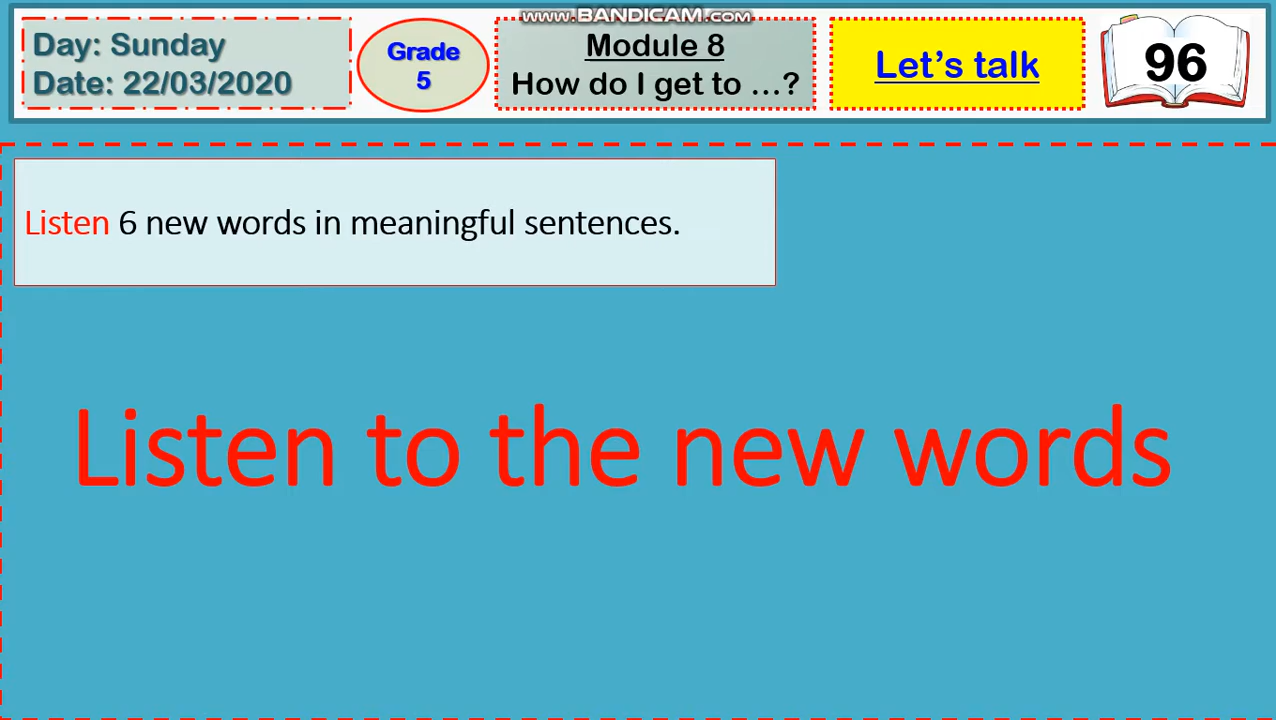 www.BANDICAM.com
Day: Sunday
Date: 22/03/2020
Grade
5
Module 8
How do I get to ...?
Let's talk
96
Listen 6 new words in meaningful sentences.
Listen to the new words